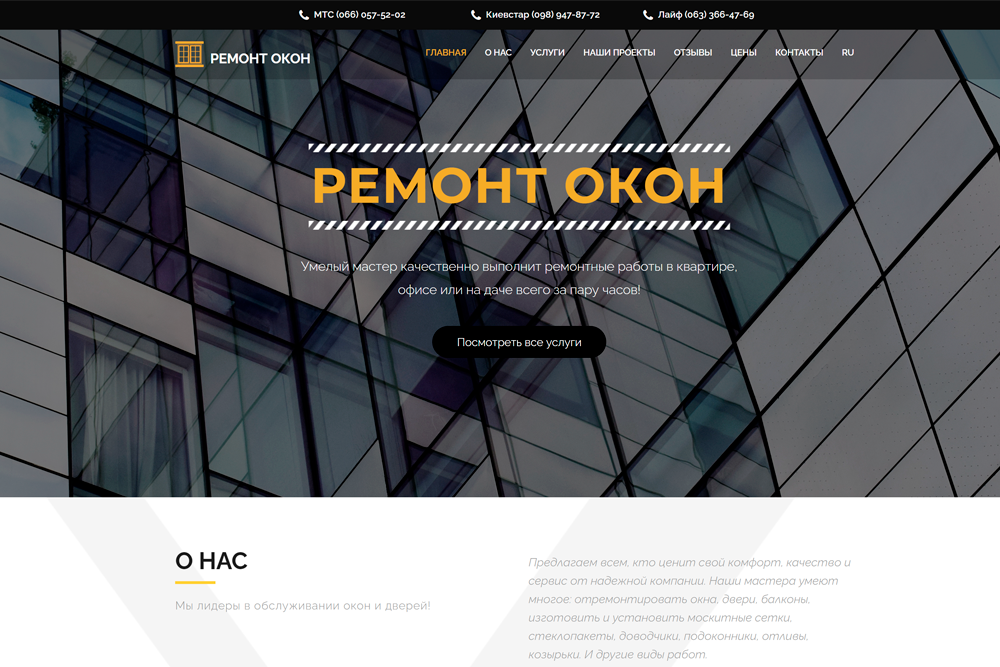 МТС (066) 057-52-02
Киевстар (098) 947-87-72
Лайф (063) 366-47-69
РЕМОНТ ОКОН
ГЛАВНАЯ
О НАС
УСЛУГИ
НАШИ ПРОЕКТЫ
ОТЗЫВЫ
ЦЕНЫ
КОНТАКТЫ
RU
РЕМОНТ ОКОН
Умелый мастер качественно выполнит ремонтные работы в квартире,
офисе или на даче всего за пару часов!
Посмотреть все услуги
О НАС
Мы лидеры в обслуживании окон и дверей!
Предлагаем всем, кто ценит свой комфорт, качество и
сервис от надежной компании. Наши мастера умеют
многое: отремонтировать окна, двери, балконы,
изготовить и установить москитные сетки,
стеклопакеты, доводчики, подоконники, отливы,
козырьки. И другие виды работ.